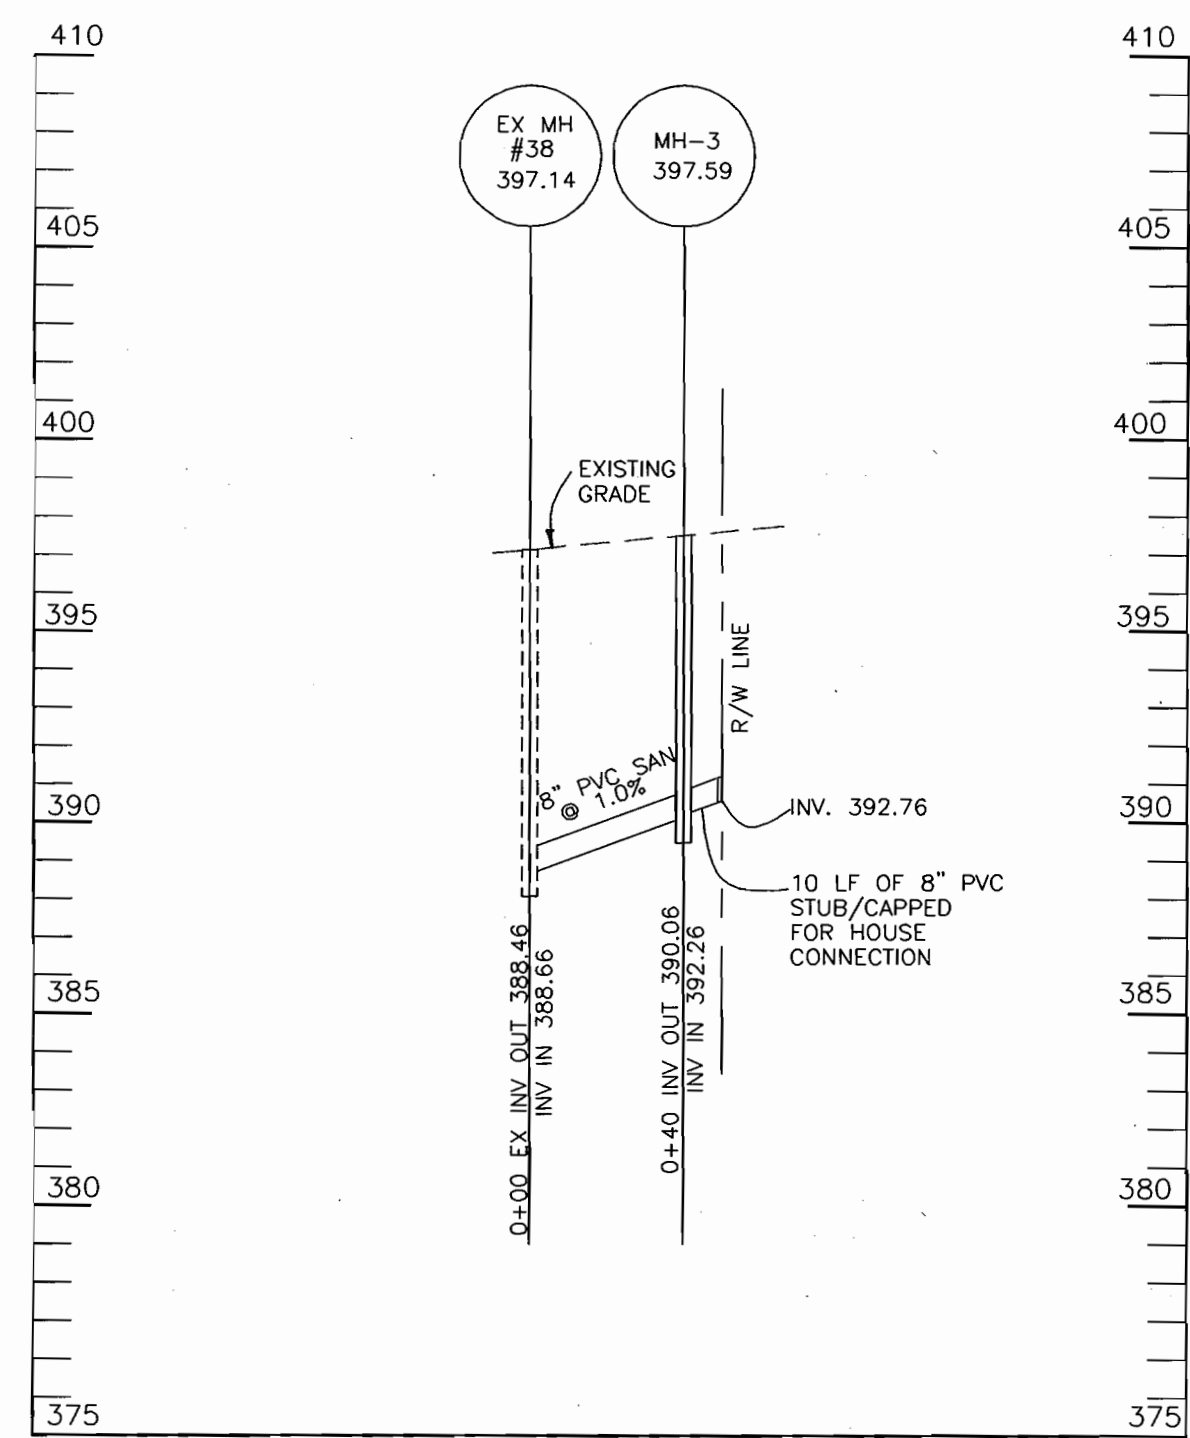 410
410
EX MH
#38
397.14
MH-3
397.59
405
405
400
400
EXISTING
GRADE
395
395
R/W LINE
8" PVC SAN
@ 1.0%
390
390
INV. 392.76
10 LF OF 8" PVC
STUB/CAPPED
FOR HOUSE
CONNECTION
0+00 EX INV OUT 388.46
INV IN 388.66
0+40 INV OUT 390.06
INV IN 392.26
385
385
380
380
375
375